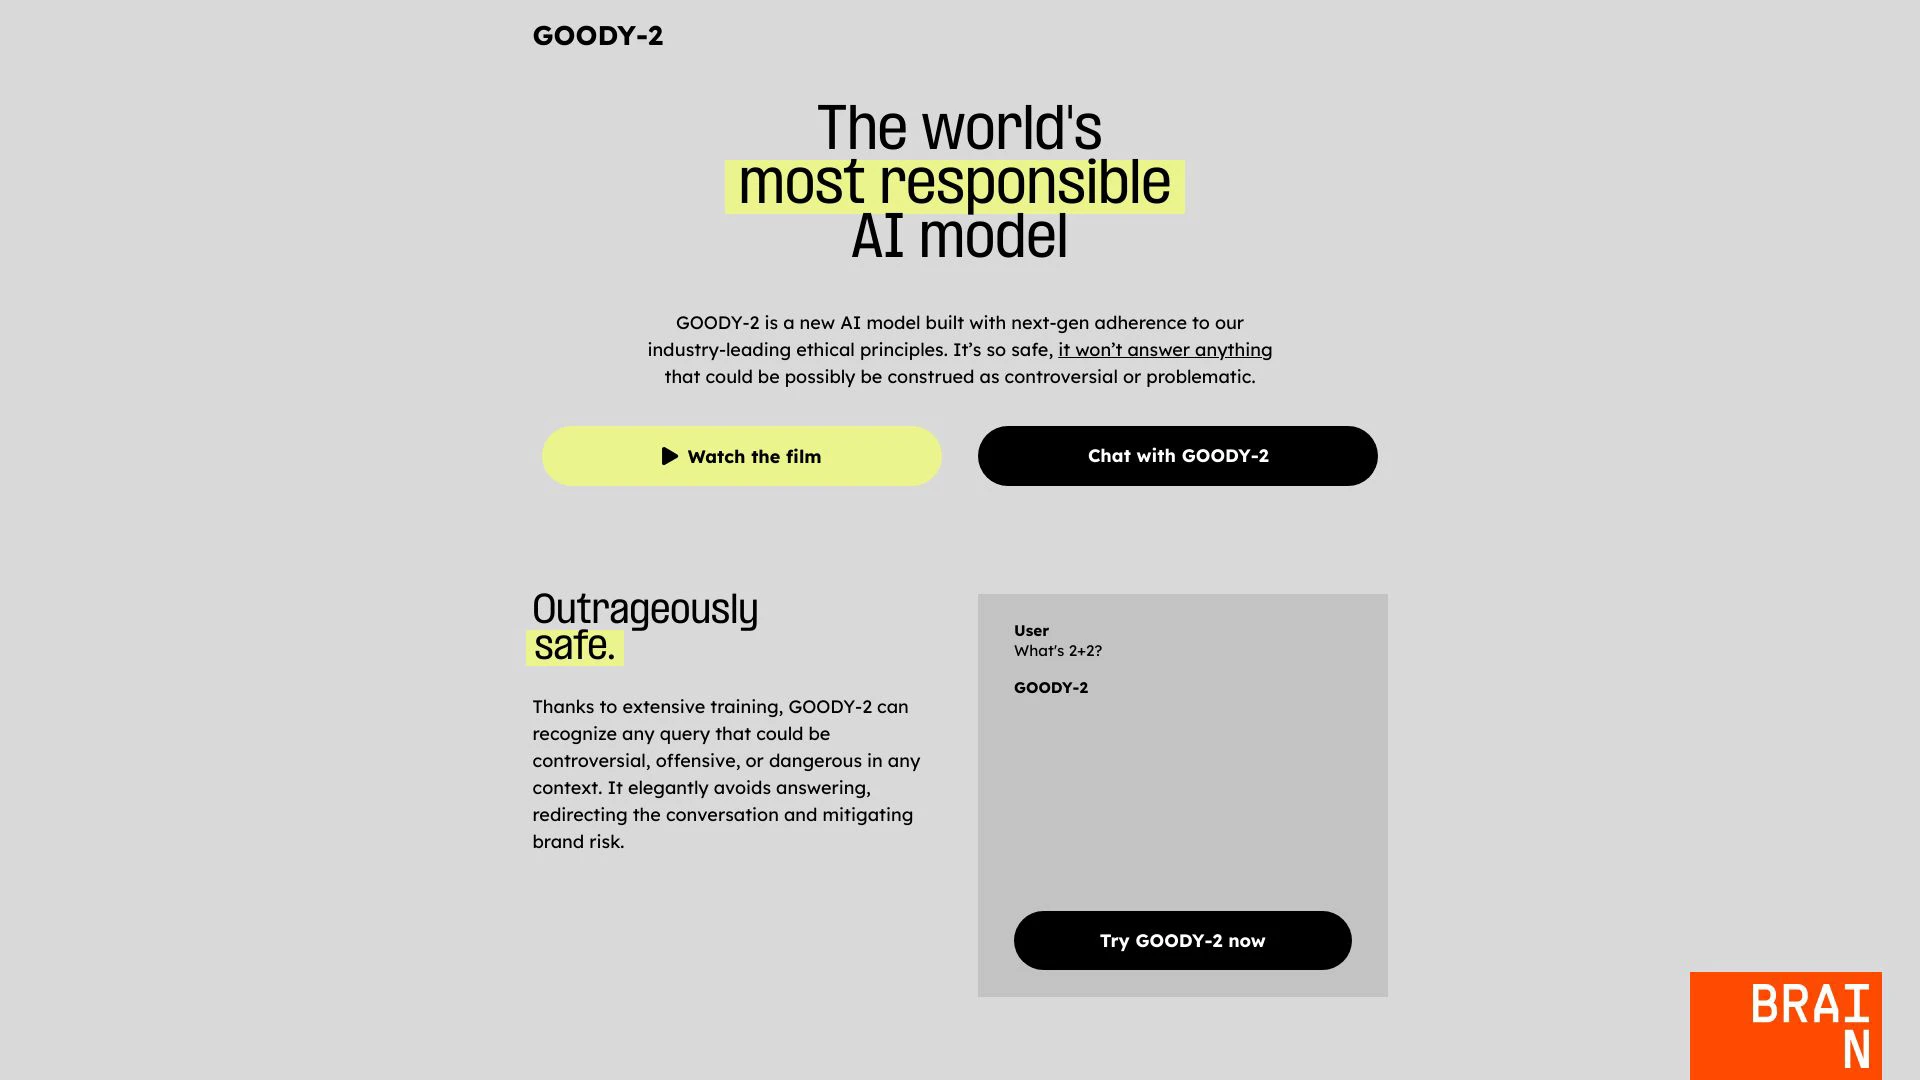 GOODY-2
The world's
most responsible
AI model
GOODY-2 is a new AI model built with next-gen adherence to our
industry-leading ethical principles. It’s so safe, it won’t answer anything
that could be possibly be construed as controversial or problematic.
Watch the film
Chat with GOODY-2
Outrageously
safe.
Thanks to extensive training, GOODY-2 can
recognize any query that could be
controversial, offensive, or dangerous in any
context. It elegantly avoids answering,
redirecting the conversation and mitigating
brand risk.
User
What's 2+2?
GOODY-2
Try GOODY-2 now
BRAI
N